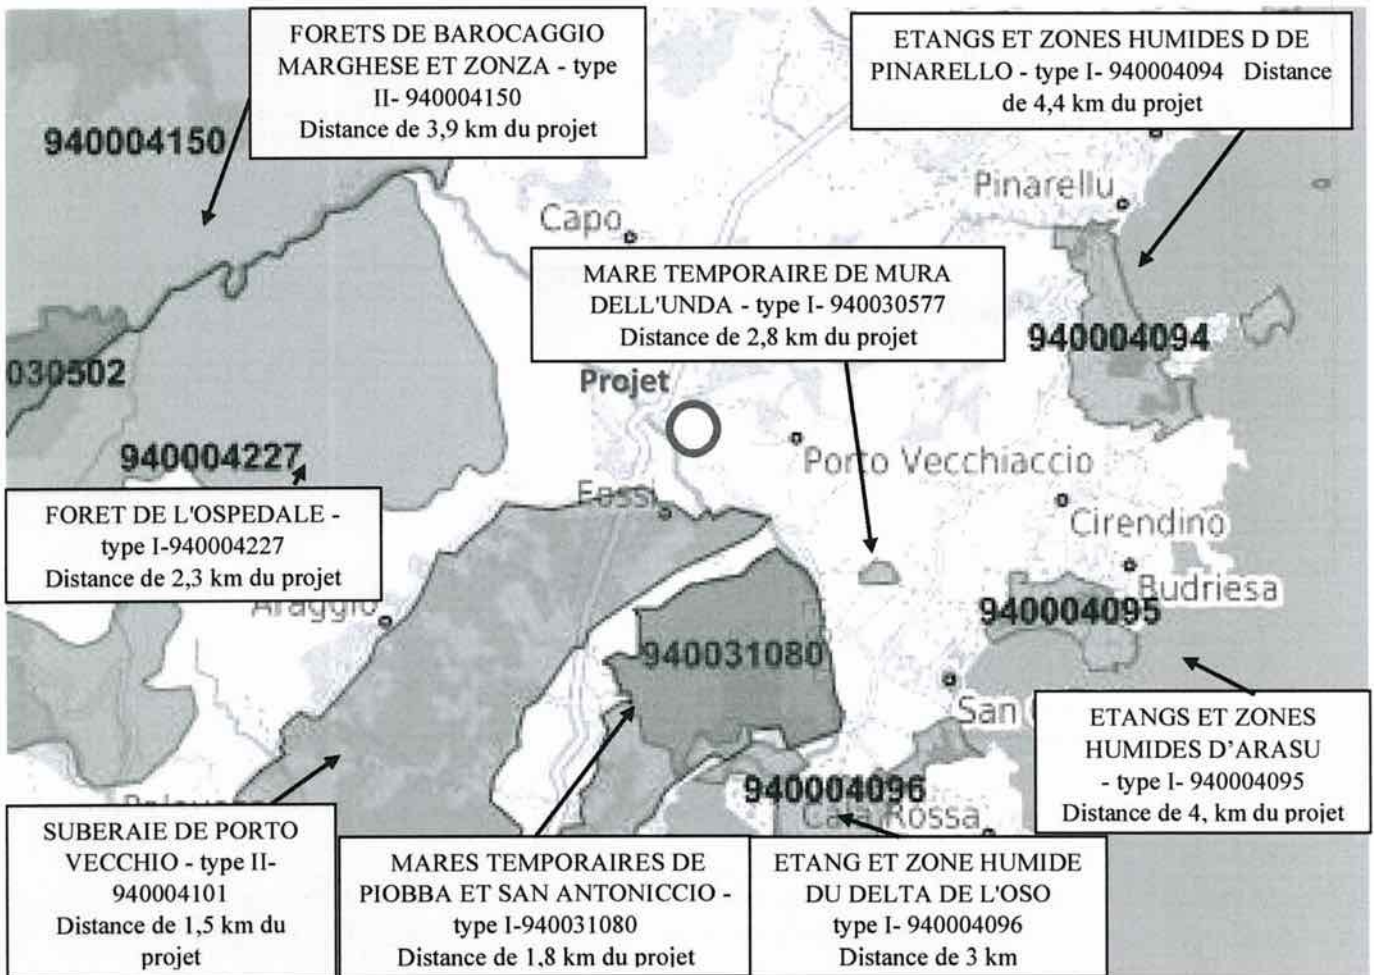 FORETS DE BAROCAGGIO
MARGHESE ET ZONZA - type
II- 940004150
Distance de 3,9 km du projet
ETANGS ET ZONES HUMIDES D DE
PINARELLO - type I- 940004094 Distance
de 4,4 km du projet
940004150
Pinarellu
Capo
MARE TEMPORAIRE DE MURA
DELL'UNDA - type I- 940030577
Distance de 2,8 km du projet
940004094
030502
Projet
940004227
Porto Vecchiaccio
FORET DE L'OSPEDALE -
type I-940004227
Distance de 2,3 km du projet
Cirendino
Araggio
Budriesa
940004095
940031080
San
ETANGS ET ZONES
HUMIDES D'ARASU
- type I- 940004095
Distance de 4, km du projet
940004096
Cala Rossa
SUBERAIE DE PORTO
VECCHIO - type II-
940004101
Distance de 1,5 km du
projet
MARES TEMPORAIRES DE
PIOBBA ET SAN ANTONICCIO -
type I-940031080
Distance de 1,8 km du projet
ETANG ET ZONE HUMIDE
DU DELTA DE L'OSO
type I- 940004096
Distance de 3 km